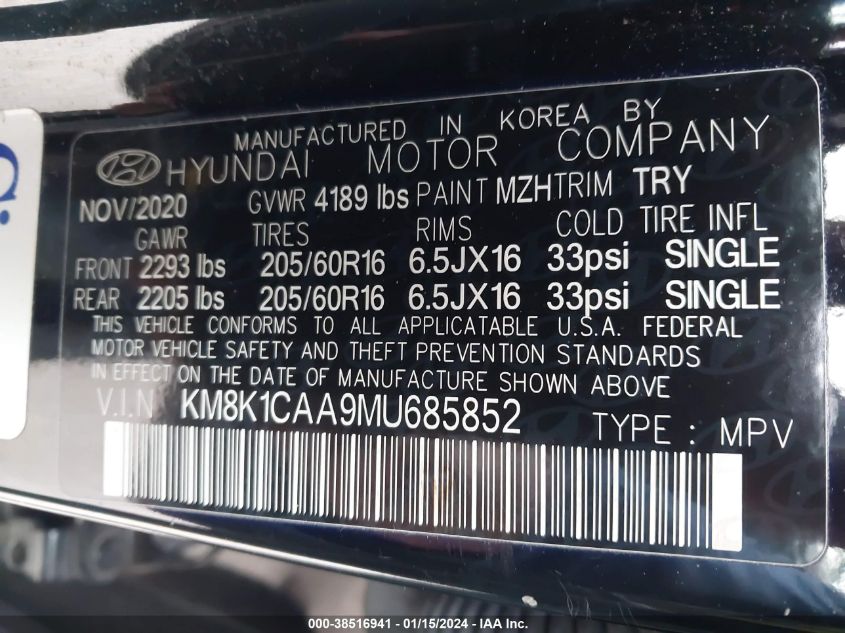 MANUFACTURED IN KOREA BY
HYUNDAI MOTOR COMPANY
NOV/2020 GVWR 4189 lbs PAINT MZH TRIM TRY
GAWR TIRES RIMS COLD TIRE INFL
FRONT 2293 lbs 205/60R16 6.5JX16 33psi SINGLE
REAR 2205 lbs 205/60R16 6.5JX16 33psi SINGLE
THIS VEHICLE CONFORMS TO ALL APPLICATABLE U.S.A. FEDERAL
MOTOR VEHICLE SAFETY AND THEFT PREVENTION STANDARDS
IN EFFECT ON THE DATE OF MANUFACTURE SHOWN ABOVE
V.I.N KM8K1CAA9MU685852 TYPE : MPV
000-38516941 - 01/15/2024 - IAA Inc.